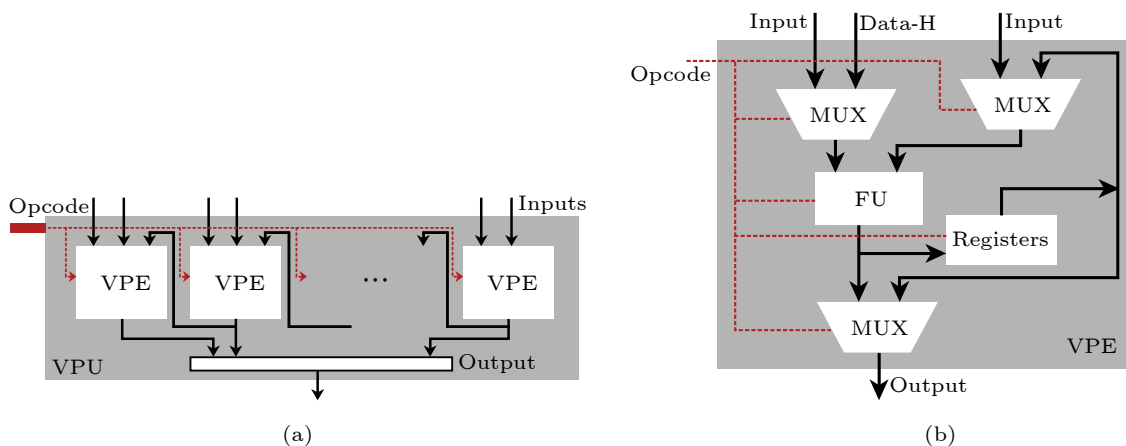 Opcode
Inputs
VPE
VPE
...
VPE
VPU
Output
(a)
Input
Data-H
Input
Opcode
MUX
MUX
FU
Registers
MUX
VPE
Output
(b)